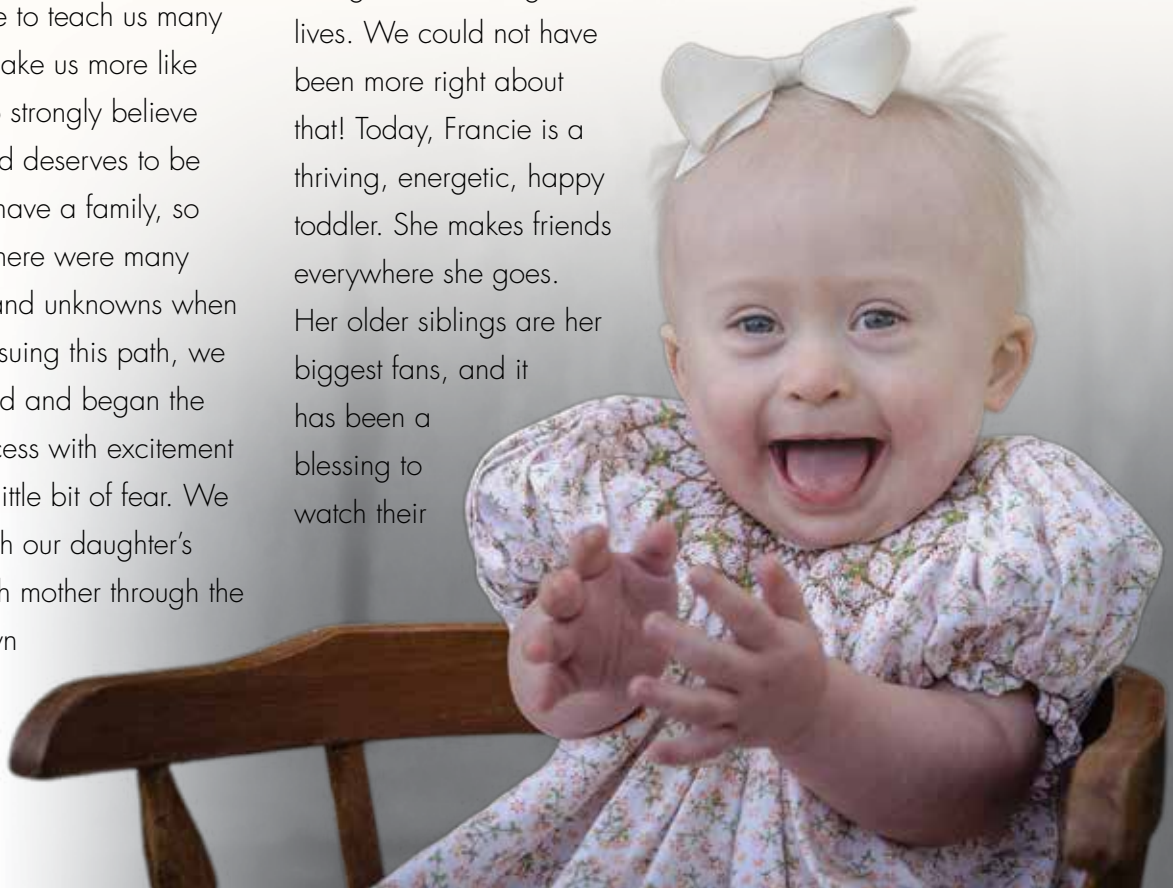 e to teach us many
ake us more like
strongly believe
d deserves to be
have a family, so
here were many
and unknowns when
suing this path, we
d and began the
cess with excitement
ittle bit of fear. We
h our daughter’s
h mother through the
wn
lives. We could not have
been more right about
that! Today, Francie is a
thriving, energetic, happy
toddler. She makes friends
everywhere she goes.
Her older siblings are her
biggest fans, and it
has been a
blessing to
watch their